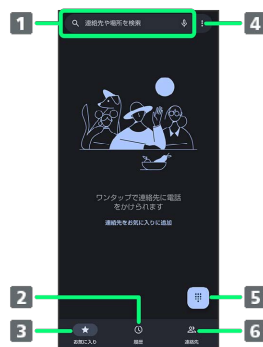 1
連絡先や場所を検索
4
ワンタップで連絡先に電話
をかけられます
連絡先をお気に入りに追加
2
5
3
お気に入り
履歴
連絡先
6